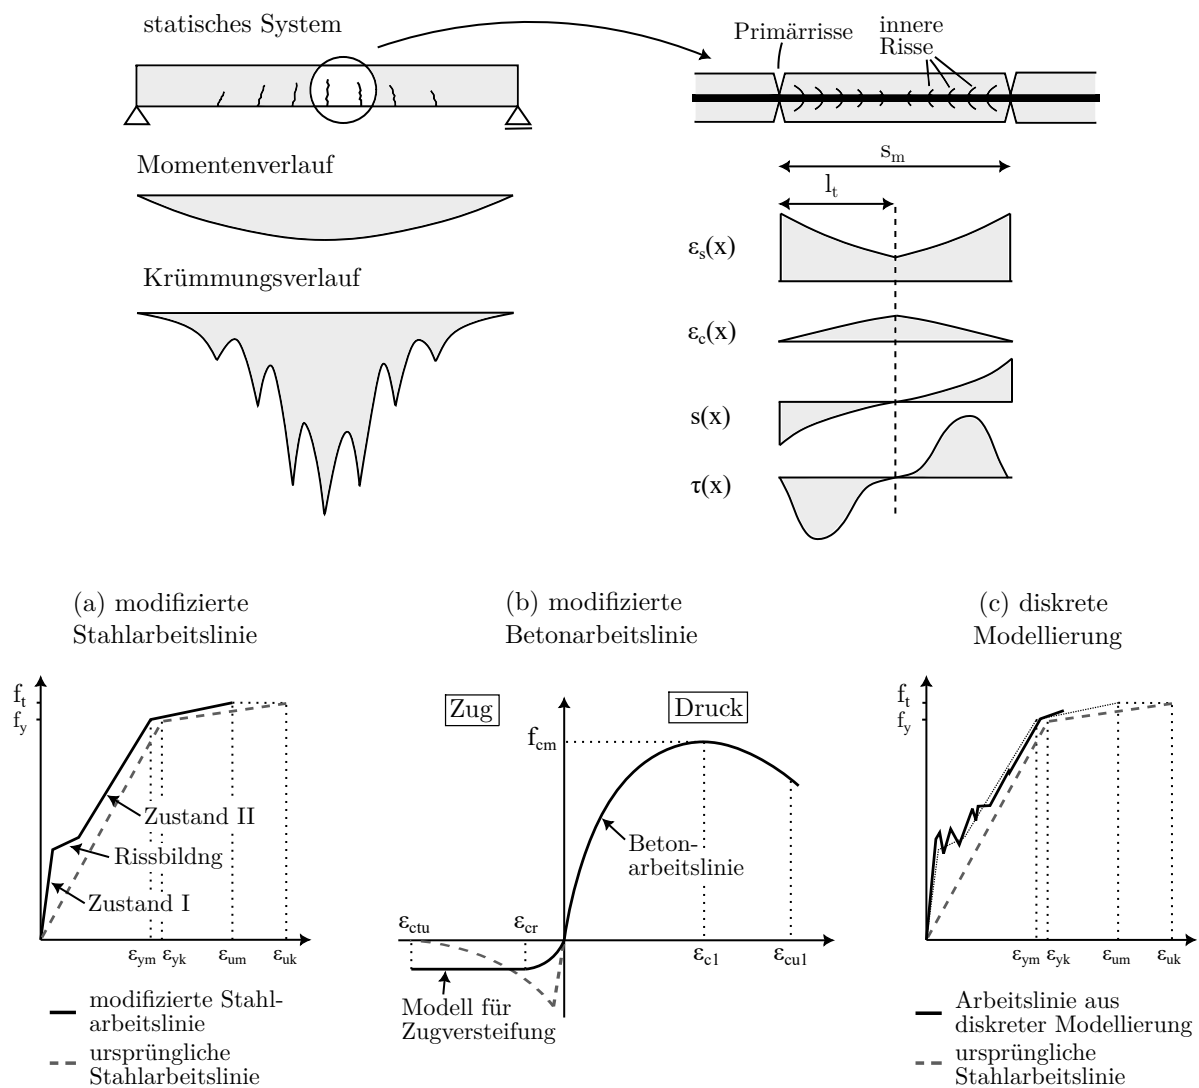 statisches System
Primärrisse
innere
Risse
Momentenverlauf
s_m
l_t
ε_s(x)
Krümmungsverlauf
ε_c(x)
s(x)
τ(x)
(a) modifizierte
Stahlarbeitslinie
f_t
f_y
Zustand II
Rissbildng
Zustand I
ε_ym ε_yk ε_um ε_uk
modifizierte Stahl-
arbeitslinie
ursprüngliche
Stahlarbeitslinie
(b) modifizierte
Betonarbeitslinie
Zug
Druck
f_cm
Beton-
arbeitslinie
ε_ctu ε_cr
ε_c1 ε_cu1
Modell für
Zugversteifung
(c) diskrete
Modellierung
f_t
f_y
ε_ym ε_yk ε_um ε_uk
Arbeitslinie aus
diskreter Modellierung
ursprüngliche
Stahlarbeitslinie